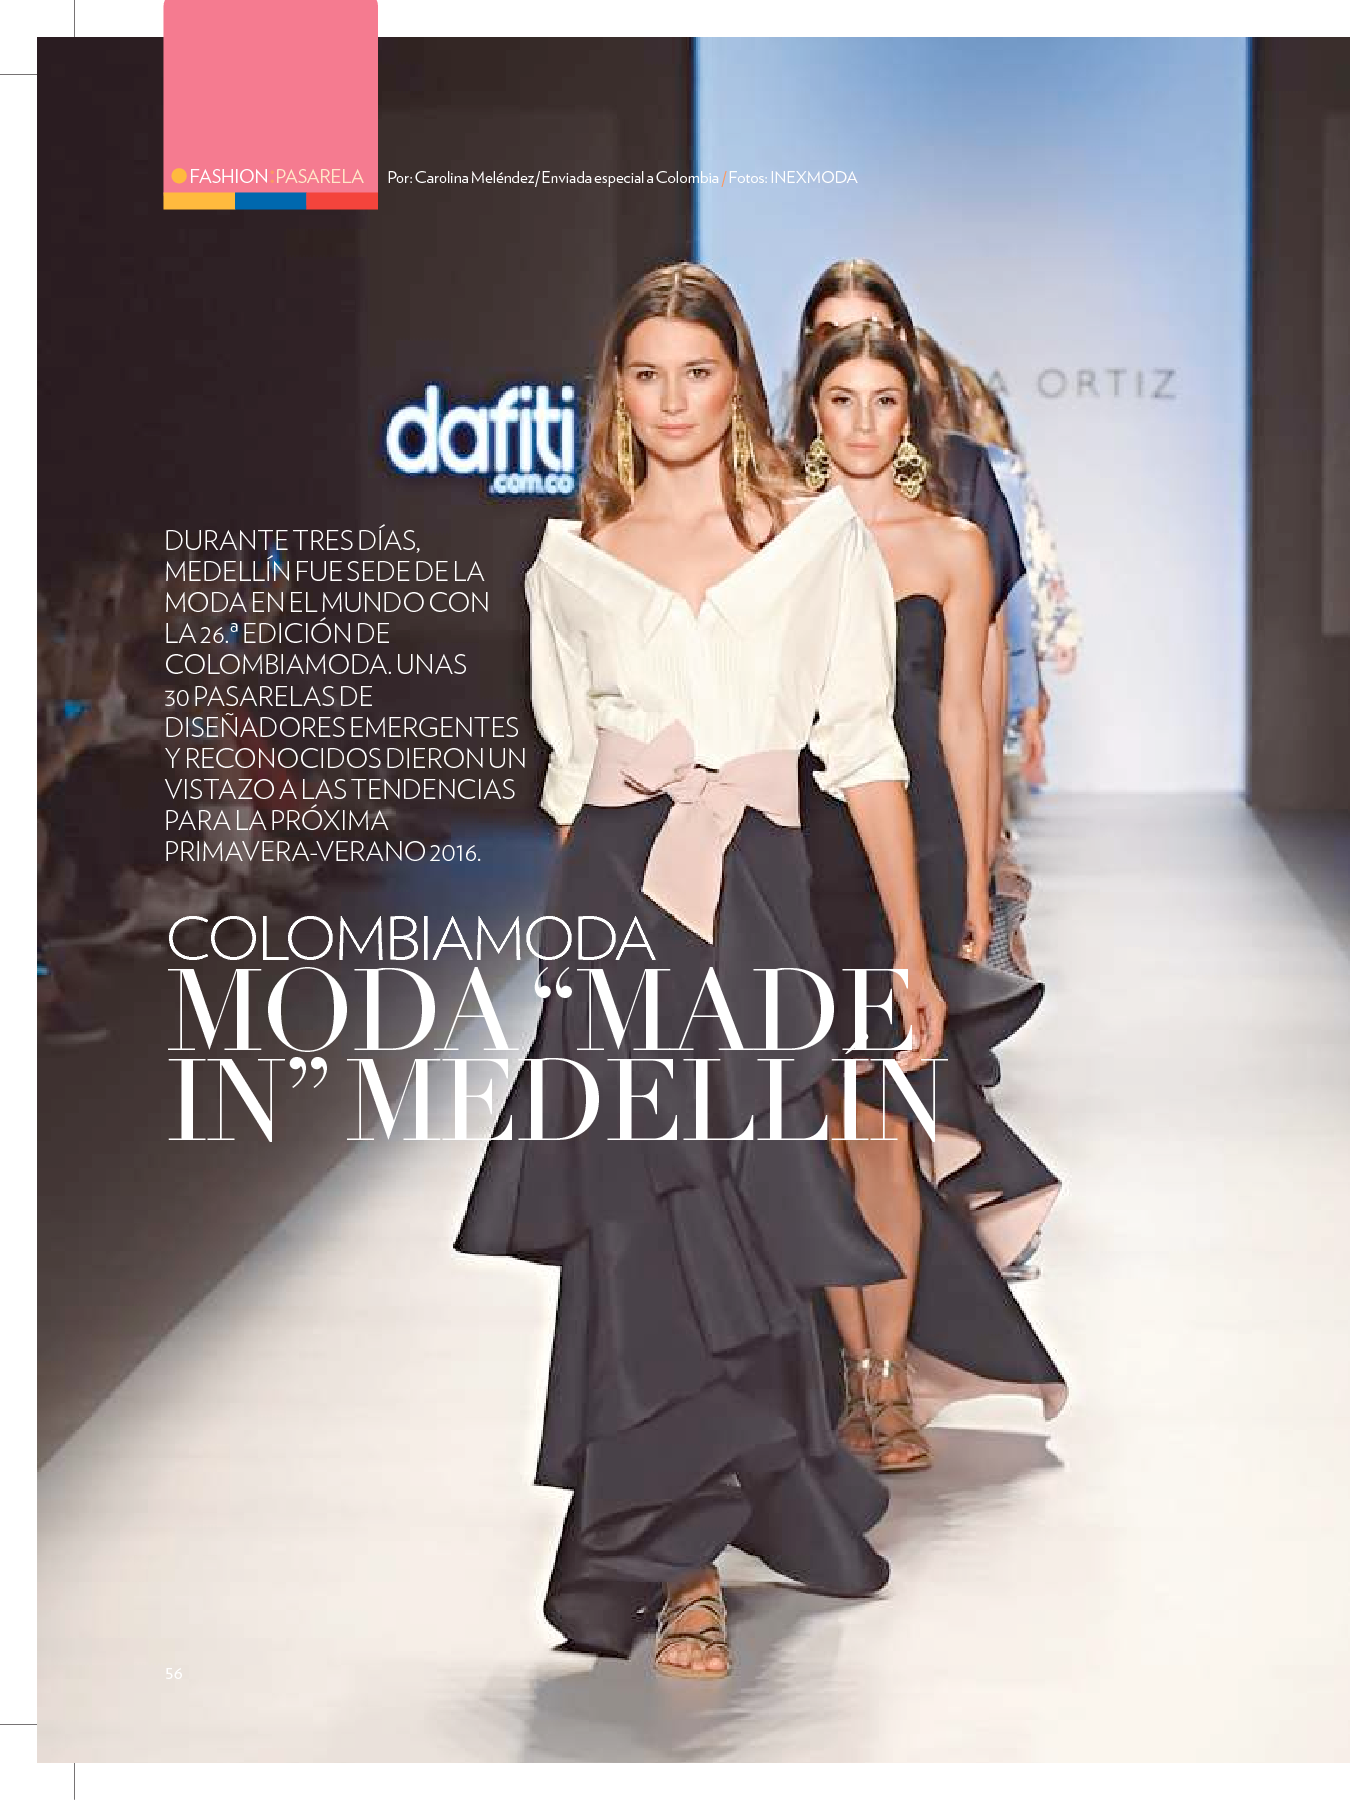 FASHION PASARELA
Por: Carolina Meléndez/Enviada especial a Colombia / Fotos: INEXMODA
dafiti
.com.co
ORTIZ
DURANTE TRES DÍAS,
MEDELLÍN FUE SEDE DE LA
MODA EN EL MUNDO CON
LA 26.ª EDICIÓN DE
COLOMBIAMODA. UNAS
30 PASARELAS DE
DISEÑADORES EMERGENTES
Y RECONOCIDOS DIERON UN
VISTAZO A LAS TENDENCIAS
PARA LA PRÓXIMA
PRIMAVERA-VERANO 2016.
COLOMBIAMODA
MODA “MADE
IN” MEDELLÍN
56